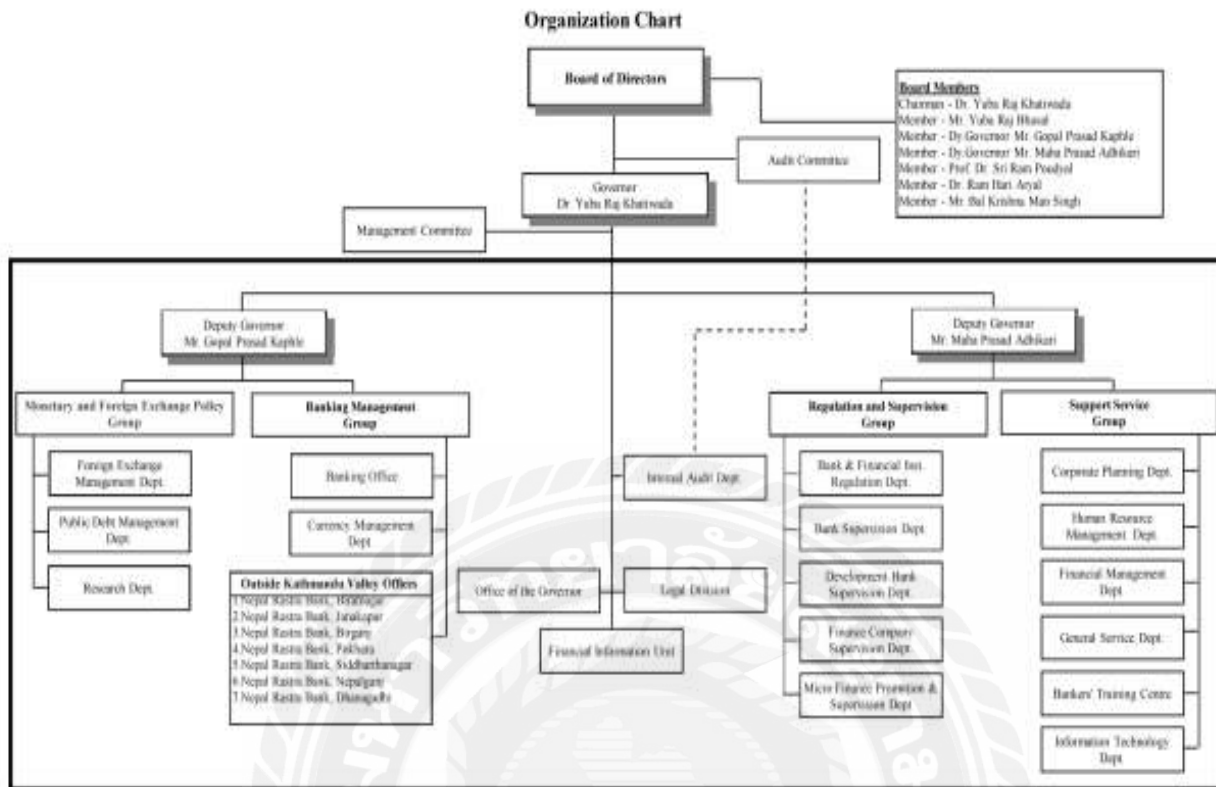 Organization Chart
Board of Directors
Board Members
Chairman - Dr. Yuba Raj Khatiwada
Member - Mr. Yuba Raj Bhusal
Member - Dy.Governor Mr. Gopal Prasad Kaphle
Member - Dy.Governor Mr. Maha Prasad Adhikari
Member - Prof. Dr. Sri Ram Poudyal
Member - Dr. Ram Hari Aryal
Member - Mr. Bal Krishna Man Singh
Audit Committee
Governor
Dr. Yuba Raj Khatiwada
Management Committee
Deputy Governor
Mr. Gopal Prasad Kaphle
Deputy Governor
Mr. Maha Prasad Adhikari
Monetary and Foreign Exchange Policy
Group
Banking Management
Group
Regulation and Supervision
Group
Support Service
Group
Foreign Exchange
Management Dept.
Public Debt Management
Dept.
Research Dept.
Banking Office
Currency Management
Dept
Outside Kathmandu Valley Offices
1.Nepal Rastra Bank, Biratnagar
2.Nepal Rastra Bank, Janakpur
3.Nepal Rastra Bank, Birgunj
4.Nepal Rastra Bank, Pokhara
5.Nepal Rastra Bank, Siddharthanagar
6.Nepal Rastra Bank, Nepalgunj
7.Nepal Rastra Bank, Dhangadhi
Internal Audit Dept.
Office of the Governor
Legal Division
Financial Information Unit
Bank & Financial Inst.
Regulation Dept.
Bank Supervision Dept.
Development Bank
Supervision Dept.
Finance Company
Supervision Dept.
Micro Finance Promotion &
Supervision Dept
Corporate Planning Dept.
Human Resource
Management Dept.
Financial Management
Dept
General Service Dept.
Bankers' Training Centre
Information Technology
Dept